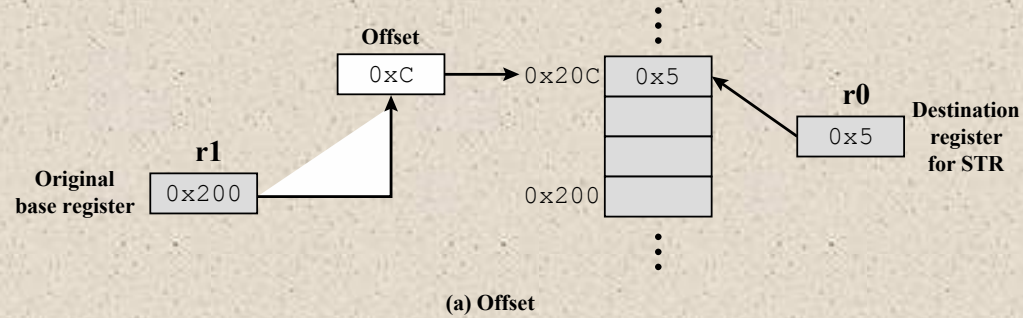 Offset
0xC
0x20C
0x5
r0
0x5
Destination
register
for STR
r1
Original
base register
0x200
0x200
(a) Offset